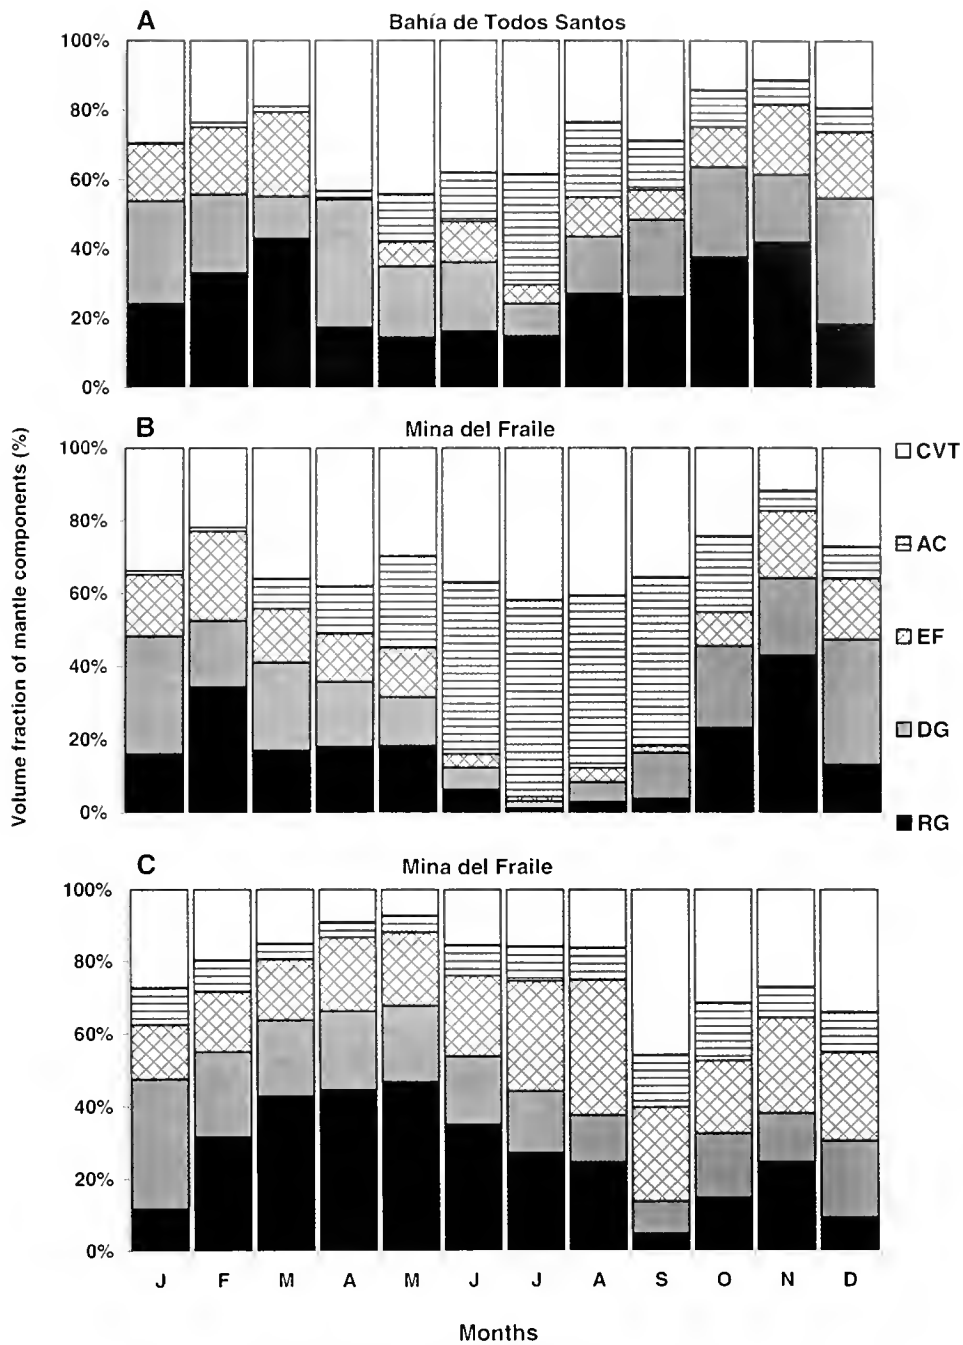 A
Bahía de Todos Santos
100%
80%
60%
40%
20%
0%
Volume fraction of mantle components (%)
B
Mina del Fraile
100%
80%
60%
40%
20%
0%
CVT
AC
EF
DG
RG
C
Mina del Fraile
100%
80%
60%
40%
20%
0%
J F M A M J J A S O N D
Months